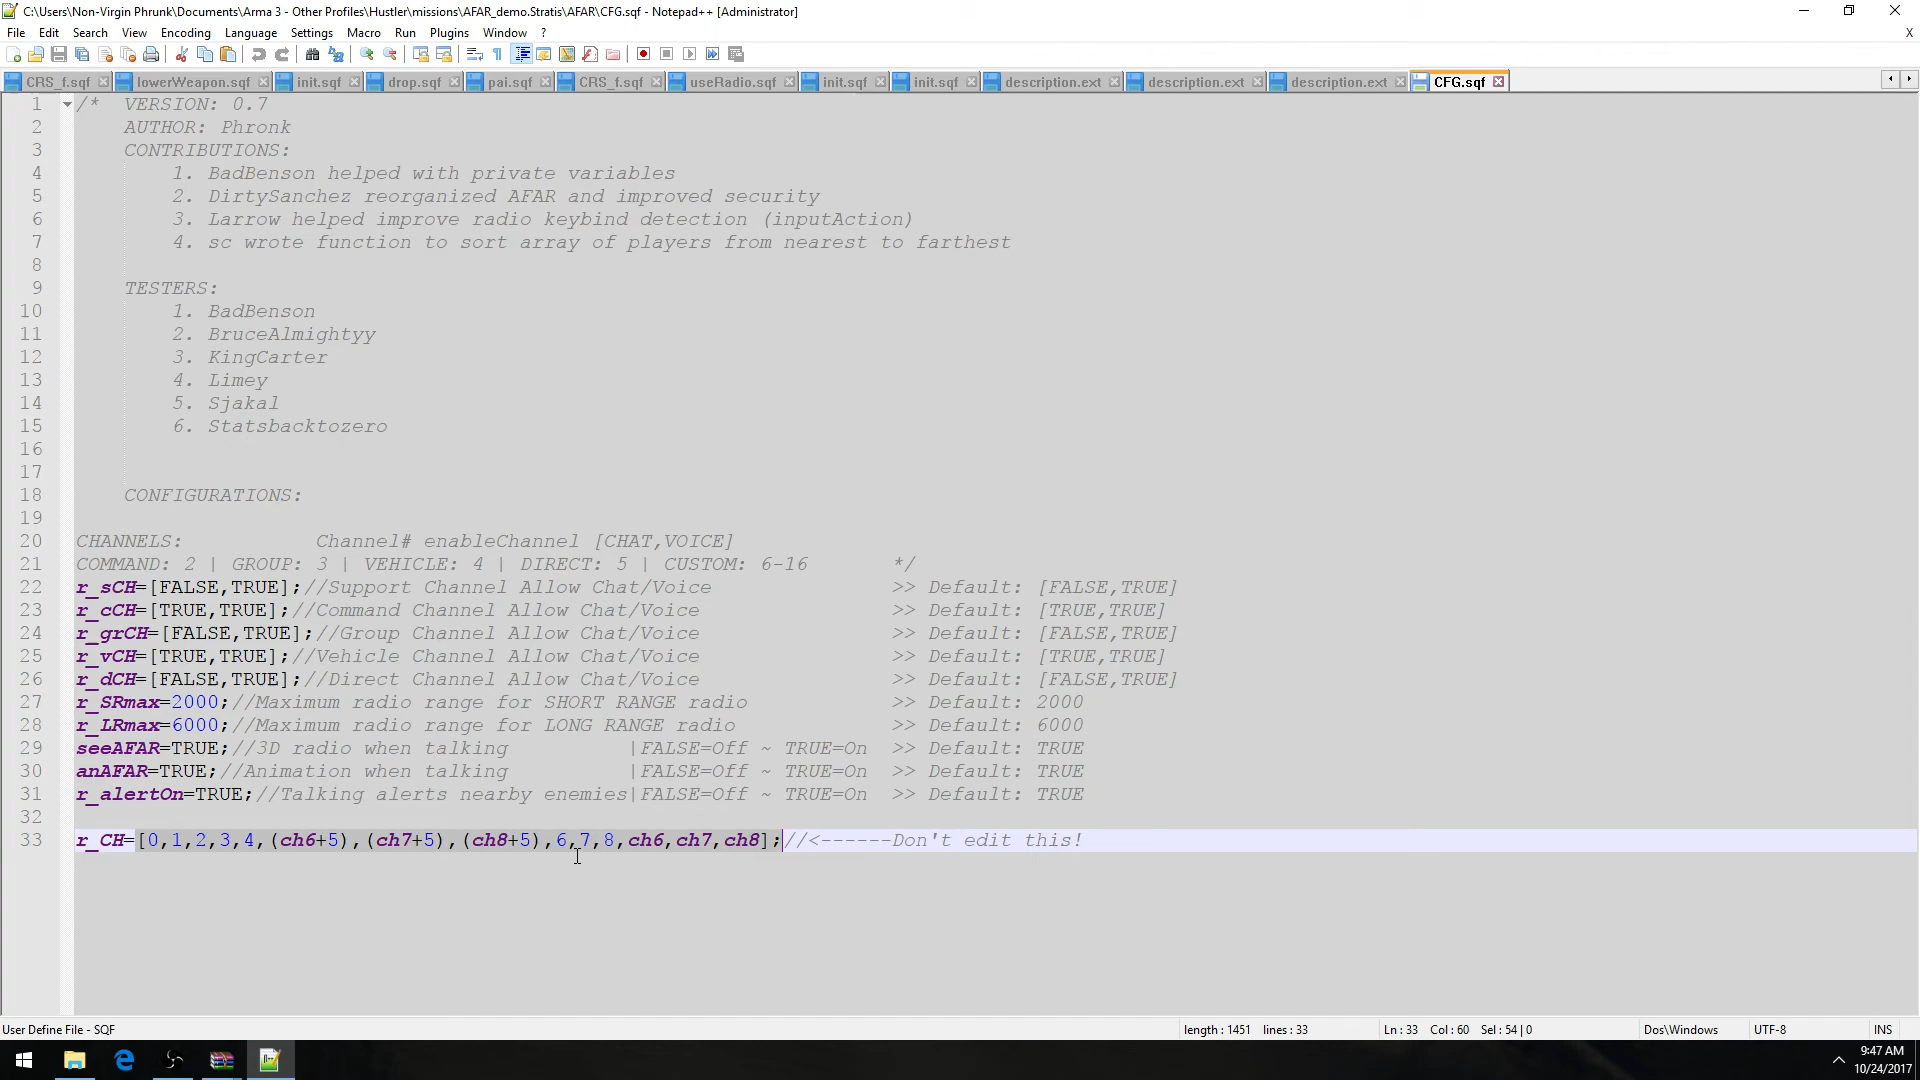 C:\Users\Non-Virgin Phrunk\Documents\Arma 3 - Other Profiles\Hustler\missions\AFAR_demo.Stratis\AFAR\CFG.sqf - Notepad++ [Administrator]
File Edit Search View Encoding Language Settings Macro Run Plugins Window ? X
CRS_f.sqf lowerWeapon.sqf init.sqf drop.sqf pai.sqf CRS_f.sqf useRadio.sqf init.sqf init.sqf description.ext description.ext description.ext CFG.sqf
1 /* VERSION: 0.7
2 AUTHOR: Phronk
3 CONTRIBUTIONS:
4 1. BadBenson helped with private variables
5 2. DirtySanchez reorganized AFAR and improved security
6 3. Larrow helped improve radio keybind detection (inputAction)
7 4. sc wrote function to sort array of players from nearest to farthest
8
9 TESTERS:
10 1. BadBenson
11 2. BruceAlmightyy
12 3. KingCarter
13 4. Limey
14 5. Sjakal
15 6. Statsbacktozero
16
17
18 CONFIGURATIONS:
19
20 CHANNELS: Channel# enableChannel [CHAT,VOICE]
21 COMMAND: 2 | GROUP: 3 | VEHICLE: 4 | DIRECT: 5 | CUSTOM: 6-16 */
22 r_sCH=[FALSE,TRUE];//Support Channel Allow Chat/Voice >> Default: [FALSE,TRUE]
23 r_cCH=[TRUE,TRUE];//Command Channel Allow Chat/Voice >> Default: [TRUE,TRUE]
24 r_grCH=[FALSE,TRUE];//Group Channel Allow Chat/Voice >> Default: [FALSE,TRUE]
25 r_vCH=[TRUE,TRUE];//Vehicle Channel Allow Chat/Voice >> Default: [TRUE,TRUE]
26 r_dCH=[FALSE,TRUE];//Direct Channel Allow Chat/Voice >> Default: [FALSE,TRUE]
27 r_SRmax=2000;//Maximum radio range for SHORT RANGE radio >> Default: 2000
28 r_LRmax=6000;//Maximum radio range for LONG RANGE radio >> Default: 6000
29 seeAFAR=TRUE;//3D radio when talking |FALSE=Off ~ TRUE=On >> Default: TRUE
30 anAFAR=TRUE;//Animation when talking |FALSE=Off ~ TRUE=On >> Default: TRUE
31 r_alertOn=TRUE;//Talking alerts nearby enemies|FALSE=Off ~ TRUE=On >> Default: TRUE
32
33 r_CH=[0,1,2,3,4,(ch6+5),(ch7+5),(ch8+5),6,7,8,ch6,ch7,ch8];//<------Don't edit this!
User Define File - SQF length : 1451 lines : 33 Ln : 33 Col : 60 Sel : 54 | 0 Dos\Windows UTF-8 INS
9:47 AM
10/24/2017